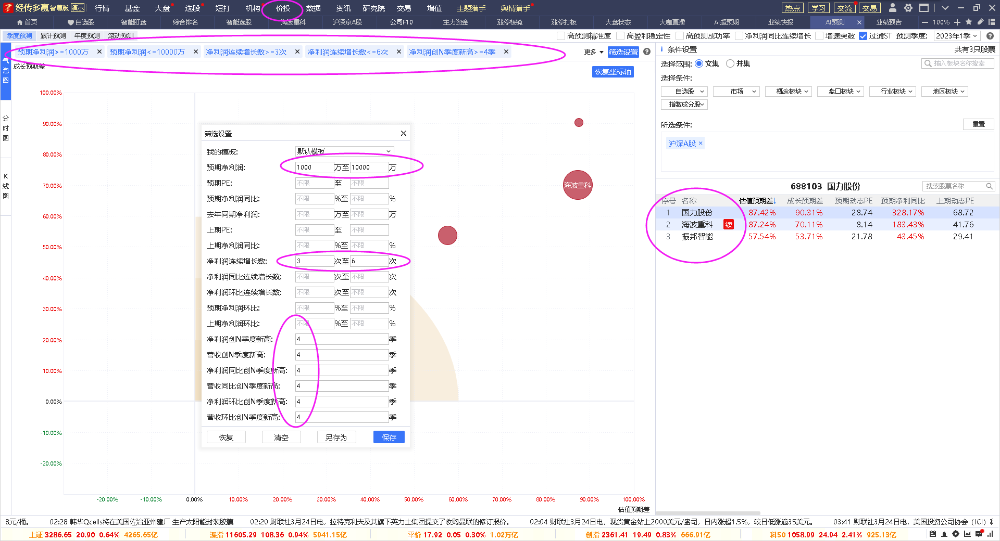 经传多赢 智尊版 演示 行情 基金 大盘 选股 短打 机构 价投 数据 资讯 研究院 交易 增值 主题猎手 舆情猎手 热点 学习 交流 交易
首页 自选股 智能盯盘 综合排名 智能选股 海波重科 沪深京A股 公司F10 主力资金 涨停棱镜 涨停打板 大盘状态 大咖直播 AI超预期 业绩快报 AI预测 × 业绩预告 100%
季度预测 累计预测 年度预测 滚动预测 高预测精准度 高盈利稳定性 高预测成功率 净利润同比连续增长 增速突破 过滤ST 预测季度: 2023年1季
预期净利润>=1000万 × 预期净利润<=10000万 × 净利润连续增长数>=3次 × 净利润连续增长数<=6次 × 净利润创N季度新高>=4季 × 更多 筛选设置
气泡图
分时图
K线图
成长预期差
恢复坐标轴
100.00%
90.00%
80.00%
70.00%
60.00%
50.00%
40.00%
30.00%
20.00%
10.00%
0.00%
-10.00%
-20.00%
海波重科
-20.00% -10.00% 0.00% 10.00% 20.00% 30.00% 40.00% 50.00% 60.00% 70.00% 80.00% 90.00% 100.00%
估值预期差
筛选设置 ×
我的模板: 默认模板
预期净利润: 1000 万至 10000 万
预期PE: 不限 至 不限
预期净利润同比: 不限 %至 不限 %
去年同期净利润: 不限 万至 不限 万
上期PE: 不限 至 不限
上期净利润同比: 不限 %至 不限 %
净利润连续增长数: 3 次至 6 次
净利润同比连续增长数: 不限 次至 不限 次
净利润环比连续增长数: 不限 次至 不限 次
预期净利润环比: 不限 %至 不限 %
上期净利润环比: 不限 %至 不限 %
净利润创N季度新高: 4 季
营收创N季度新高: 4 季
净利润同比创N季度新高: 4 季
营收同比创N季度新高: 4 季
净利润环比创N季度新高: 4 季
营收环比创N季度新高: 4 季
恢复 清空 另存为 保存
条件设置 共有3只股票
选择范围: 交集 并集 输入板块名称搜索
选择条件:
自选股 市场 概念板块 盘口板块 行业板块 地区板块
指数成分股
所选条件: 重置
沪深A股 ×
688103 国力股份 搜索股票名称
序号 名称 估值预期差↓ 成长预期差 预期动态PE 预期净利同比 上期动态PE
1 国力股份 87.42% 90.31% 28.74 328.17% 68.72
2 海波重科 续 87.24% 70.11% 8.14 183.43% 41.76
3 振邦智能 57.54% 53.71% 21.78 43.45% 29.41
8元/桶。 02:28 韩华Qcells将在美国佐治亚州建厂 生产太阳能封装胶膜 02:20 财联社3月24日电，拉特克利夫及其旗下英力士集团提交了收购曼联的修订报价。 02:04 财联社3月24日电，现货黄金站上2000美元/盎司，日内涨超1.5%，较日低涨逾35美元。 03:41 财联社3月24日电，美国投资公司协会（ICI）
上证 3286.65 20.90 0.64% 4265.65亿 深指 11605.29 108.36 0.94% 5941.15亿 平价 17.92 0.05 0.30% 1.02万亿 创指 2361.41 19.49 0.83% 666.91亿 科50 1058.99 24.94 2.41% 925.13亿